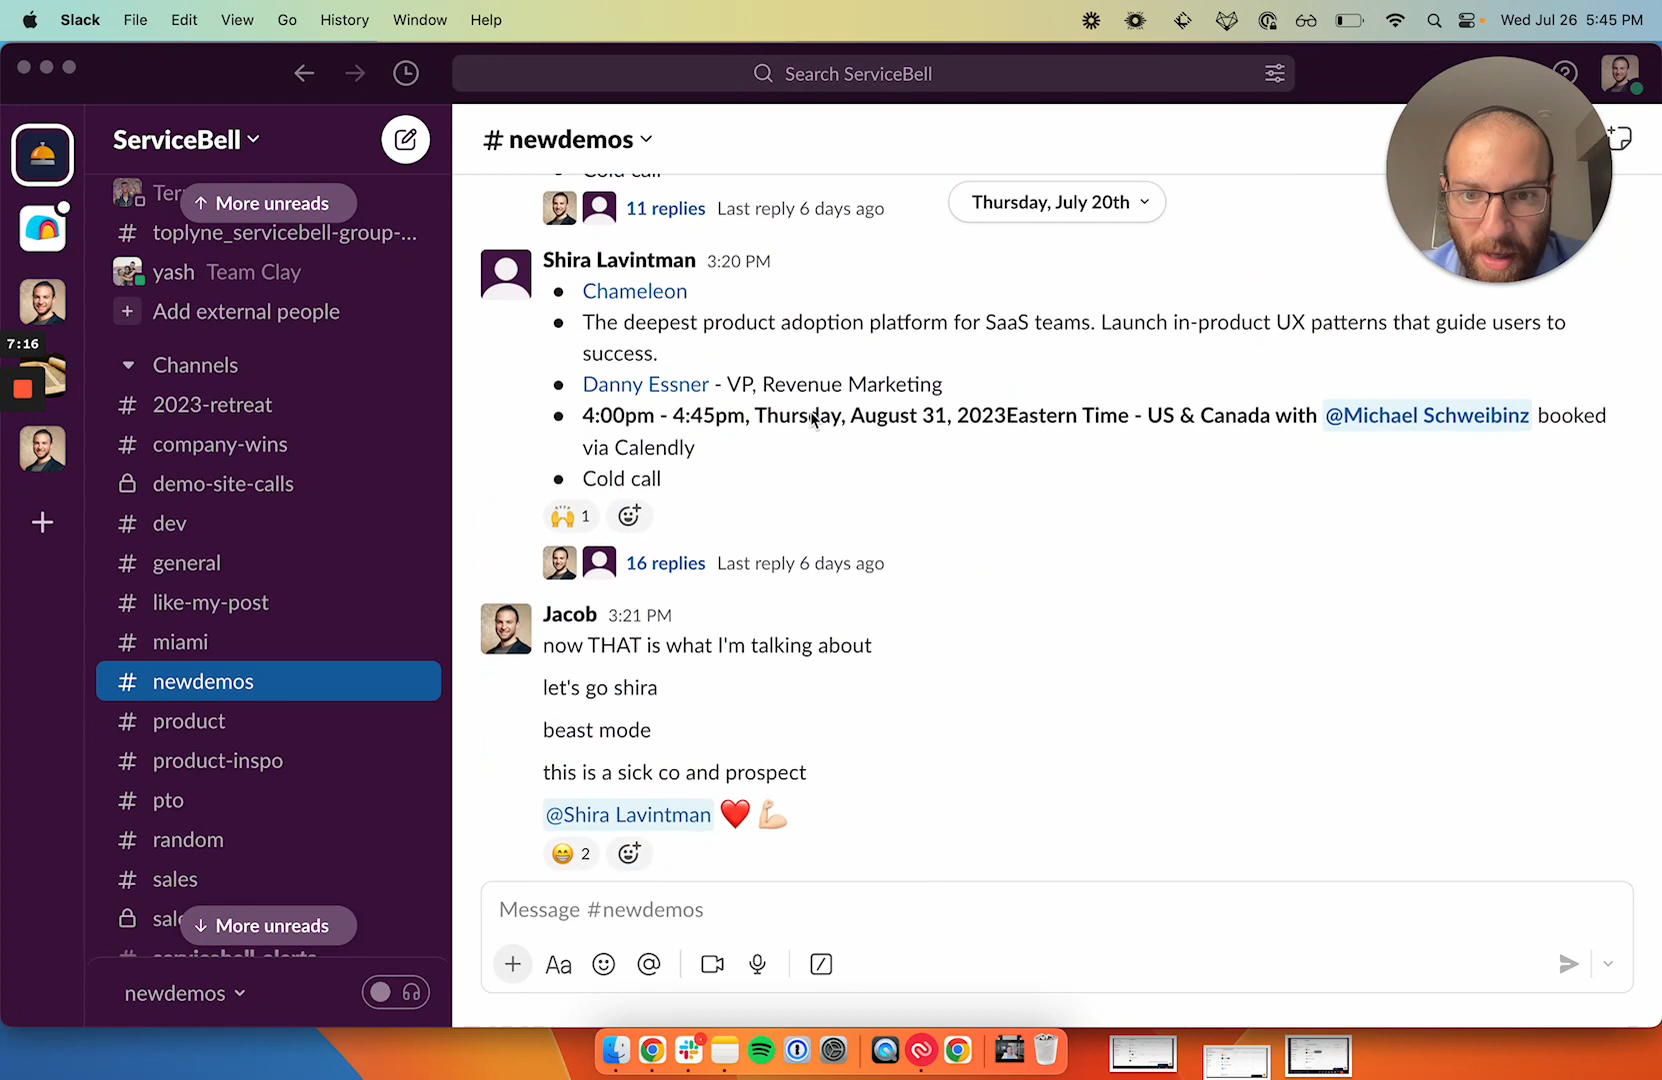 Slack File Edit View Go History Window Help Wed Jul 26 5:45 PM
Search ServiceBell
ServiceBell
More unreads
toplyne_servicebell-group-...
yash Team Clay
Add external people
7:16
Channels
# 2023-retreat
# company-wins
demo-site-calls
# dev
# general
# like-my-post
# miami
# newdemos
# product
# product-inspo
# pto
# random
# sales
More unreads
newdemos
# newdemos
11 replies Last reply 6 days ago
Thursday, July 20th
Shira Lavintman 3:20 PM
• Chameleon
• The deepest product adoption platform for SaaS teams. Launch in-product UX patterns that guide users to
success.
• Danny Essner - VP, Revenue Marketing
• 4:00pm - 4:45pm, Thursday, August 31, 2023Eastern Time - US & Canada with @Michael Schweibinz booked
via Calendly
• Cold call
🙌 1
16 replies Last reply 6 days ago
Jacob 3:21 PM
now THAT is what I'm talking about
let's go shira
beast mode
this is a sick co and prospect
@Shira Lavintman ❤️ 💪🏻
😁 2
Message #newdemos
Aa